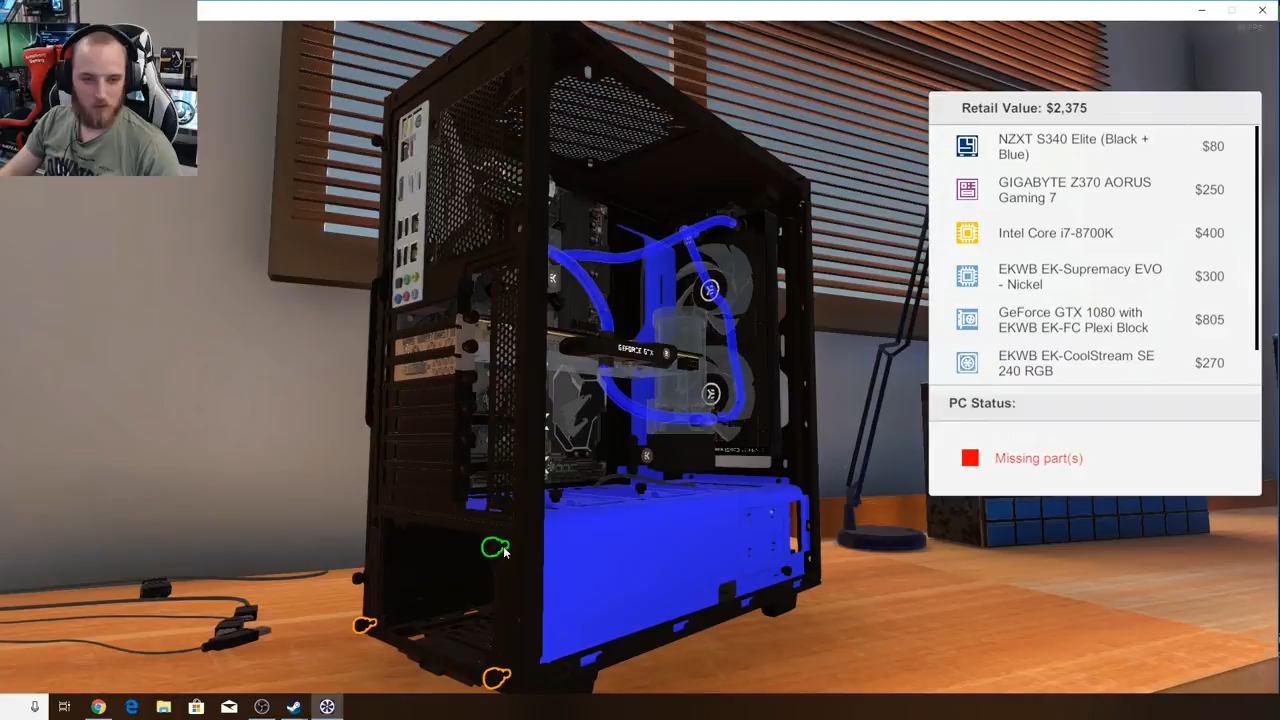 Retail Value: $2,375
NZXT S340 Elite (Black +
Blue)
$80
GIGABYTE Z370 AORUS
Gaming 7
$250
Intel Core i7-8700K
$400
EKWB EK-Supremacy EVO
- Nickel
$300
GeForce GTX 1080 with
EKWB EK-FC Plexi Block
$805
EKWB EK-CoolStream SE
240 RGB
$270
PC Status:
Missing part(s)
GEFORCE GTX